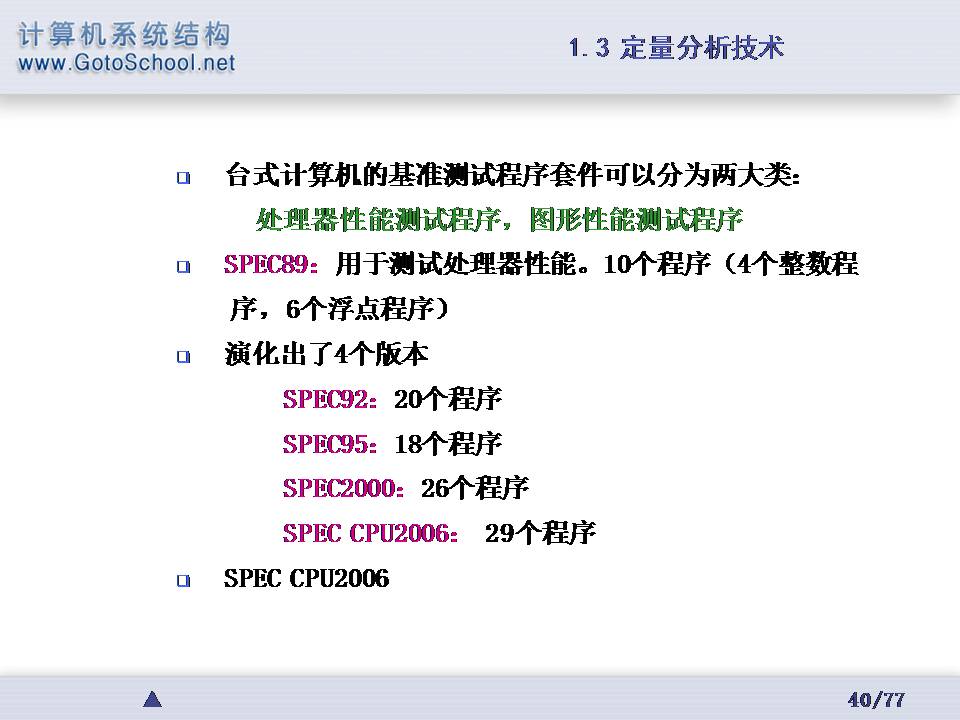 计算机系统结构
www.GotoSchool.net
1.3 定量分析技术
台式计算机的基准测试程序套件可以分为两大类：
处理器性能测试程序，图形性能测试程序
SPEC89：用于测试处理器性能。10个程序（4个整数程
序，6个浮点程序）
演化出了4个版本
SPEC92：20个程序
SPEC95：18个程序
SPEC2000：26个程序
SPEC CPU2006： 29个程序
SPEC CPU2006
40/77